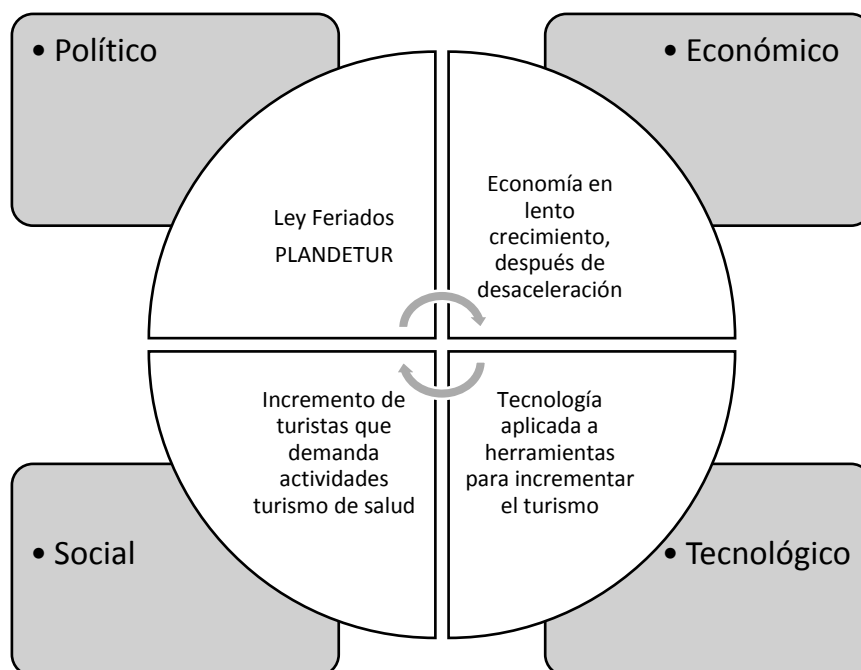 • Político
• Económico
Ley Feriados
PLANDETUR
Economía en
lento
crecimiento,
después de
desaceleración
Incremento de
turistas que
demanda
actividades
turismo de salud
Tecnología
aplicada a
herramientas
para incrementar
el turismo
• Social
• Tecnológico